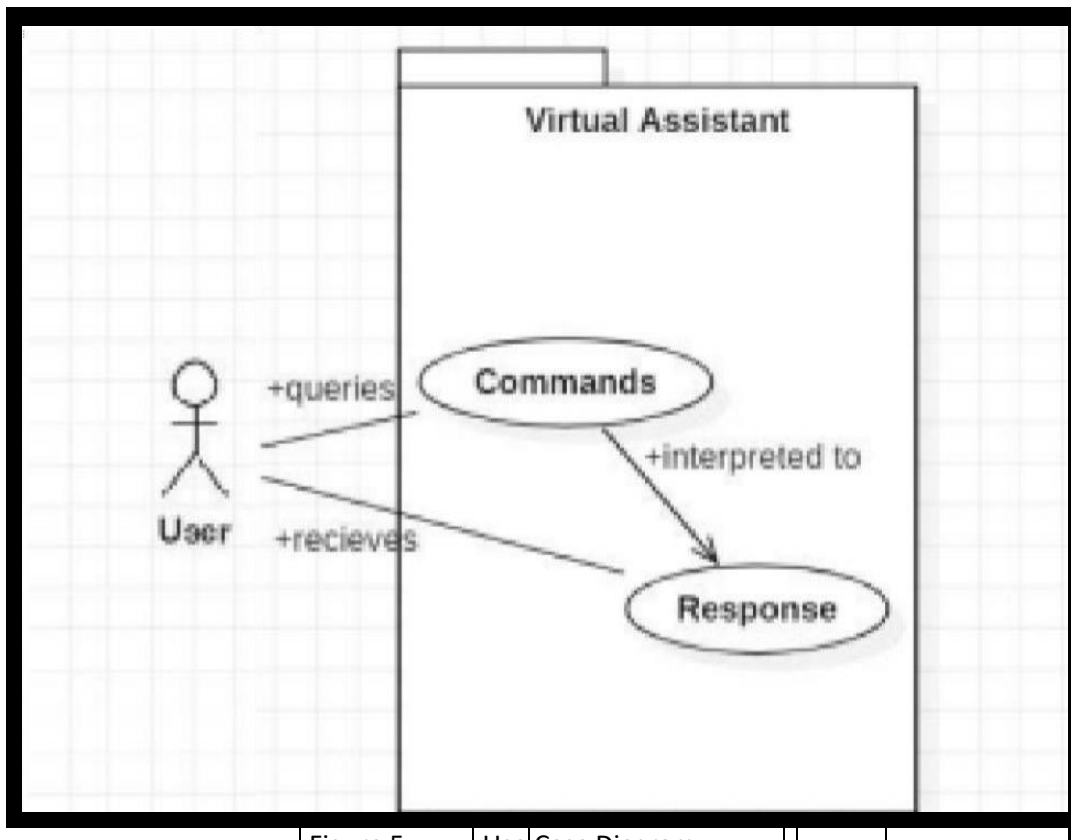 Virtual Assistant
Commands
+queries
+interpreted to
User
+recieves
Response